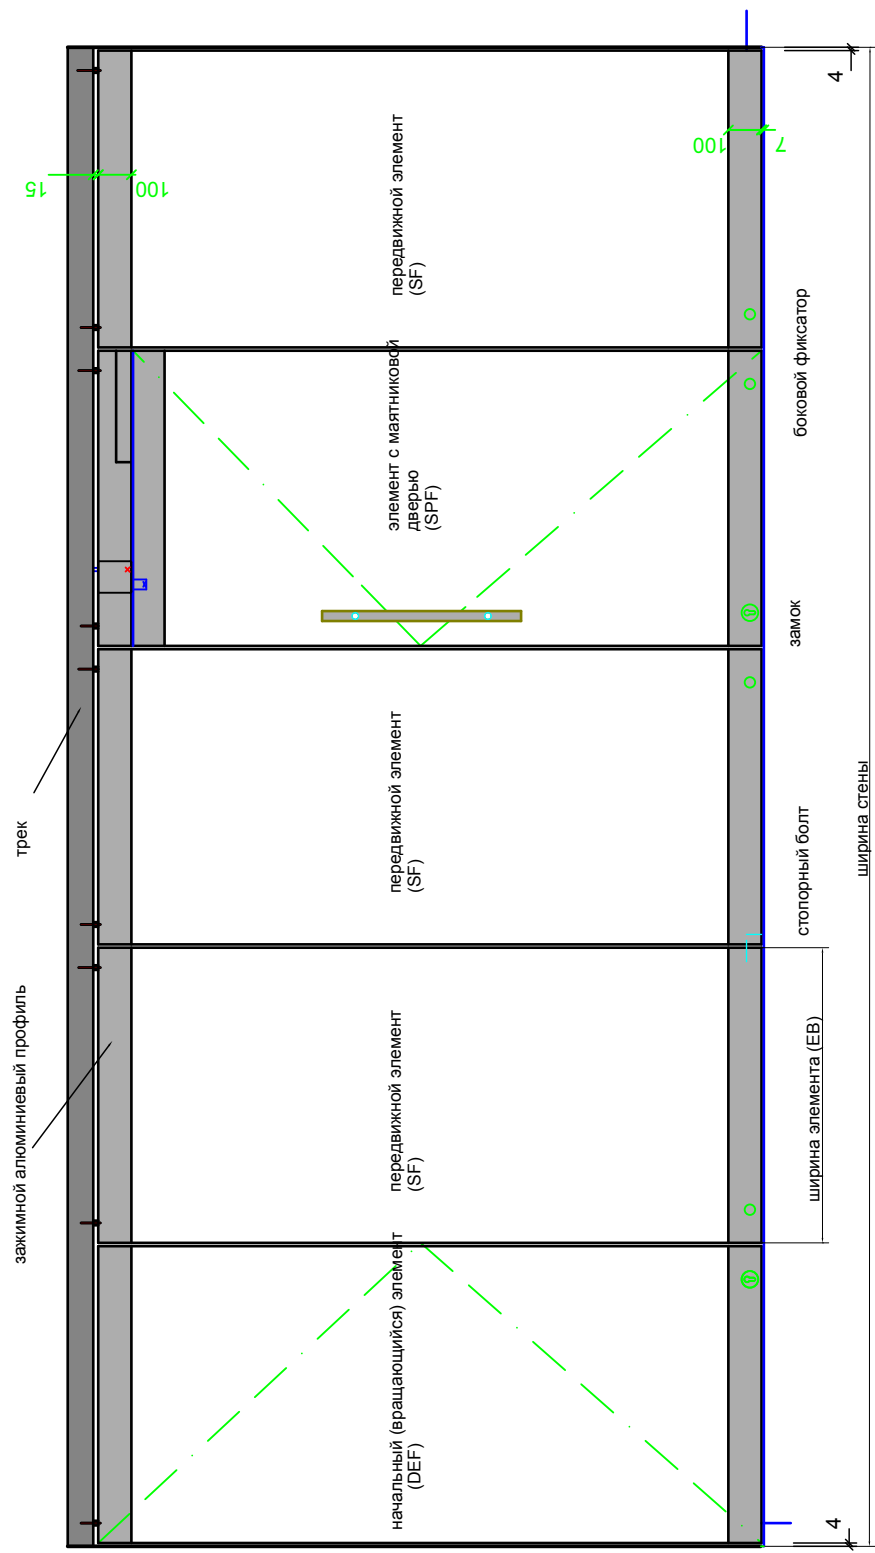 зажимной алюминиевый профиль
трек
15
100
начальный (вращающийся) элемент
(DEF)
передвижной элемент
(SF)
передвижной элемент
(SF)
элемент с маятниковой
дверью
(SPF)
передвижной элемент
(SF)
100
7
стопорный болт
замок
боковой фиксатор
ширина элемента (EB)
4
4
ширина стены